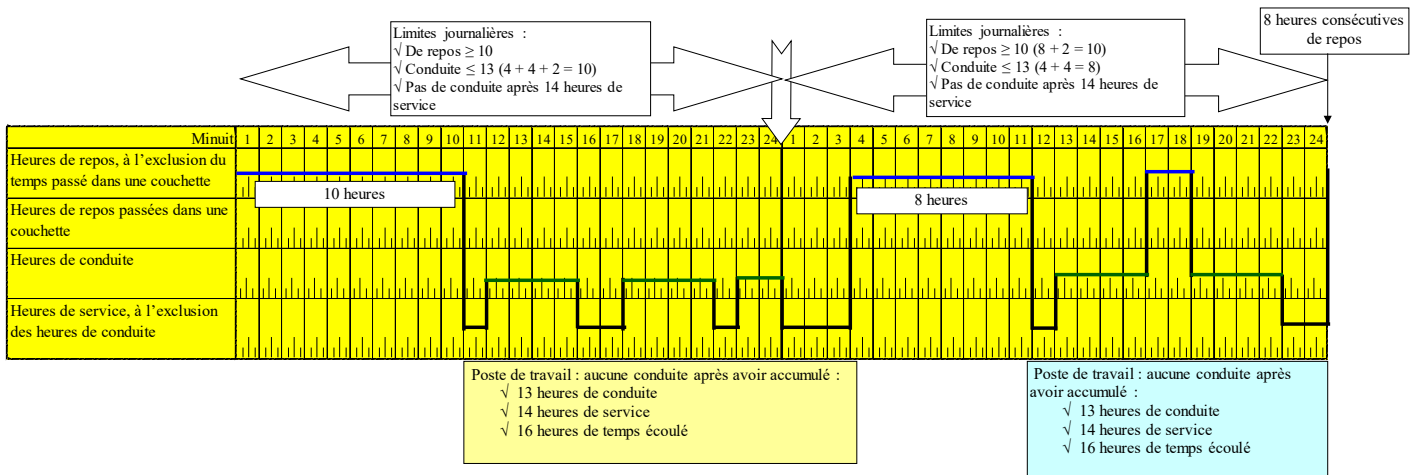 Limites journalières :
√ De repos ≥ 10
√ Conduite ≤ 13 (4 + 4 + 2 = 10)
√ Pas de conduite après 14 heures de
service
Limites journalières :
√ De repos ≥ 10 (8 + 2 = 10)
√ Conduite ≤ 13 (4 + 4 = 8)
√ Pas de conduite après 14 heures de
service
8 heures consécutives
de repos
Minuit 1 2 3 4 5 6 7 8 9 10 11 12 13 14 15 16 17 18 19 20 21 22 23 24 1 2 3 4 5 6 7 8 9 10 11 12 13 14 15 16 17 18 19 20 21 22 23 24
Heures de repos, à l'exclusion du
temps passé dans une couchette
10 heures
8 heures
Heures de repos passées dans une
couchette
Heures de conduite
Heures de service, à l'exclusion
des heures de conduite
Poste de travail : aucune conduite après avoir accumulé :
√ 13 heures de conduite
√ 14 heures de service
√ 16 heures de temps écoulé
Poste de travail : aucune conduite après
avoir accumulé :
√ 13 heures de conduite
√ 14 heures de service
√ 16 heures de temps écoulé